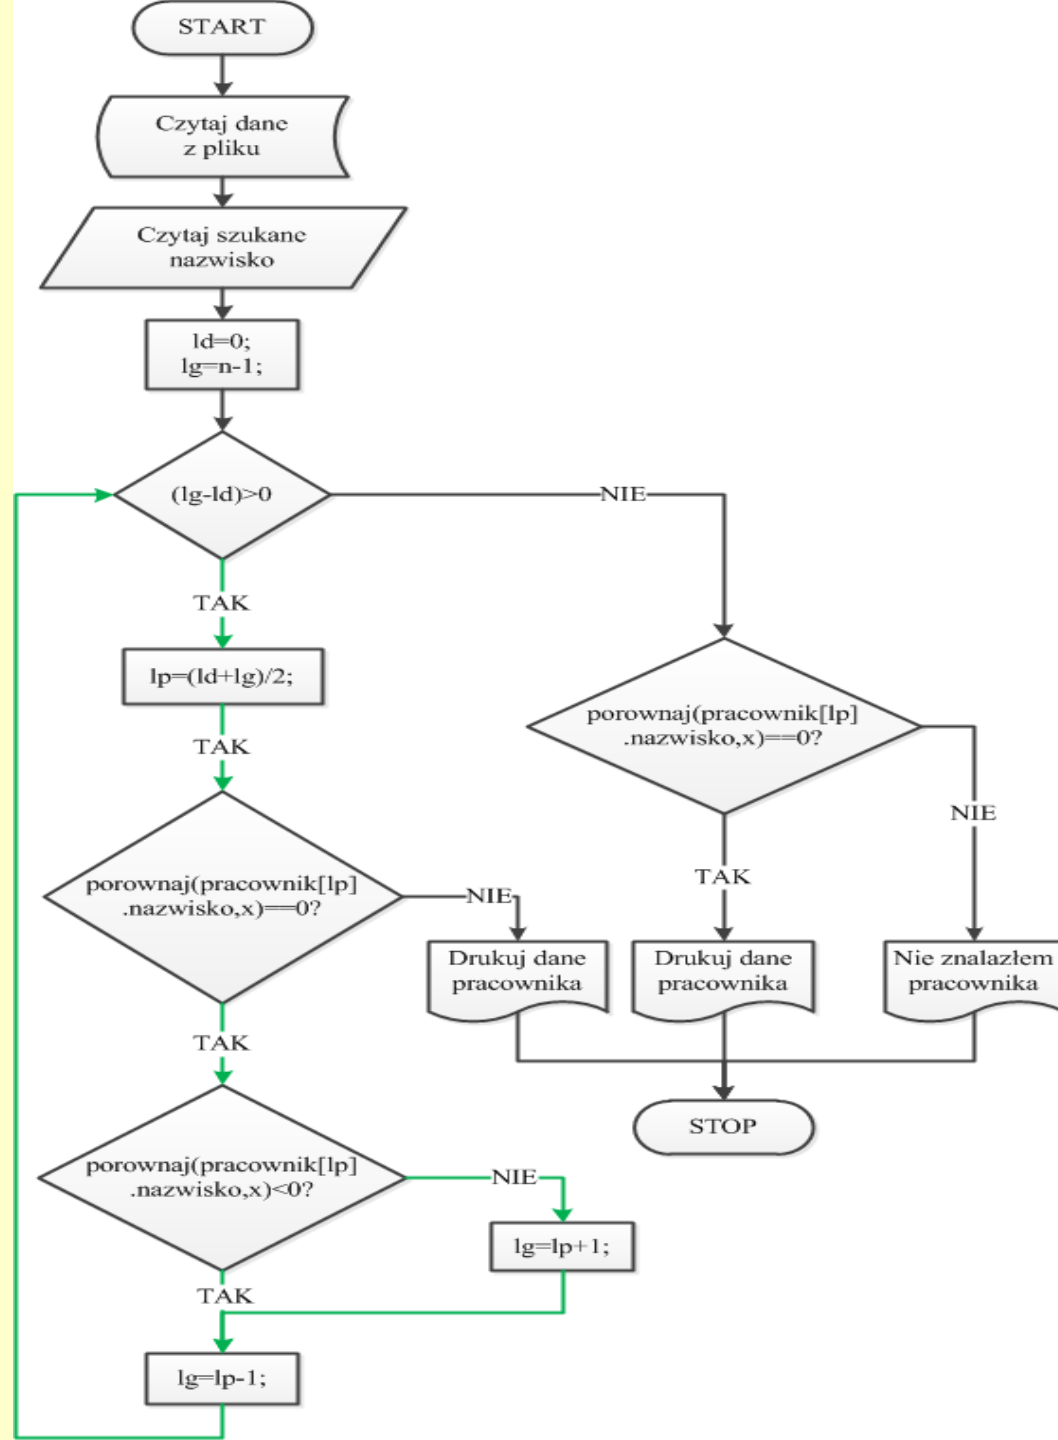 START
Czytaj dane
z pliku
Czytaj szukane
nazwisko
ld=0;
lg=n-1;
(lg-ld)>0
NIE
TAK
lp=(ld+lg)/2;
TAK
porownaj(pracownik[lp]
.nazwisko,x)==0?
NIE
TAK
porownaj(pracownik[lp]
.nazwisko,x)==0?
NIE
Drukuj dane
pracownika
Drukuj dane
pracownika
Nie znalazłem
pracownika
TAK
STOP
porownaj(pracownik[lp]
.nazwisko,x)<0?
NIE
lg=lp+1;
TAK
lg=lp-1;